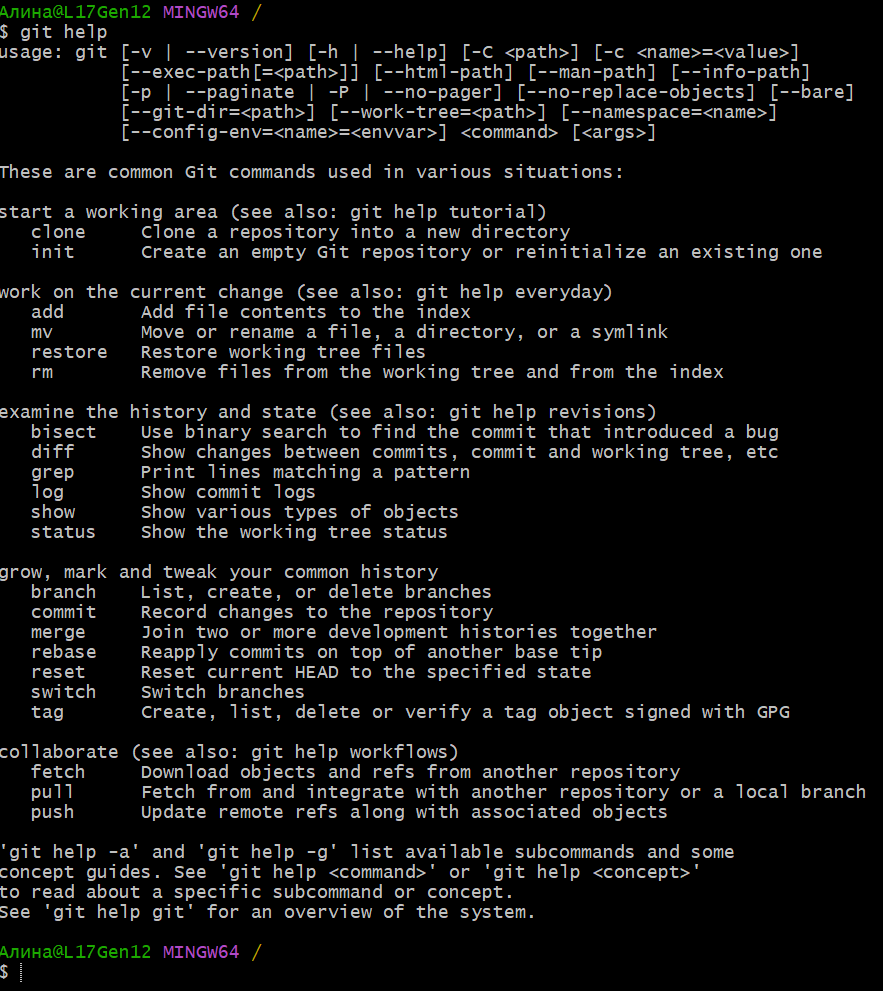 Алина@L17Gen12 MINGW64 /
$ git help
usage: git [-v | --version] [-h | --help] [-C <path>] [-c <name>=<value>]
           [--exec-path[=<path>]] [--html-path] [--man-path] [--info-path]
           [-p | --paginate | -P | --no-pager] [--no-replace-objects] [--bare]
           [--git-dir=<path>] [--work-tree=<path>] [--namespace=<name>]
           [--config-env=<name>=<envvar>] <command> [<args>]

These are common Git commands used in various situations:

start a working area (see also: git help tutorial)
   clone     Clone a repository into a new directory
   init      Create an empty Git repository or reinitialize an existing one

work on the current change (see also: git help everyday)
   add       Add file contents to the index
   mv        Move or rename a file, a directory, or a symlink
   restore   Restore working tree files
   rm        Remove files from the working tree and from the index

examine the history and state (see also: git help revisions)
   bisect    Use binary search to find the commit that introduced a bug
   diff      Show changes between commits, commit and working tree, etc
   grep      Print lines matching a pattern
   log       Show commit logs
   show      Show various types of objects
   status    Show the working tree status

grow, mark and tweak your common history
   branch    List, create, or delete branches
   commit    Record changes to the repository
   merge     Join two or more development histories together
   rebase    Reapply commits on top of another base tip
   reset     Reset current HEAD to the specified state
   switch    Switch branches
   tag       Create, list, delete or verify a tag object signed with GPG

collaborate (see also: git help workflows)
   fetch     Download objects and refs from another repository
   pull      Fetch from and integrate with another repository or a local branch
   push      Update remote refs along with associated objects

'git help -a' and 'git help -g' list available subcommands and some
concept guides. See 'git help <command>' or 'git help <concept>'
to read about a specific subcommand or concept.
See 'git help git' for an overview of the system.

Алина@L17Gen12 MINGW64 /
$